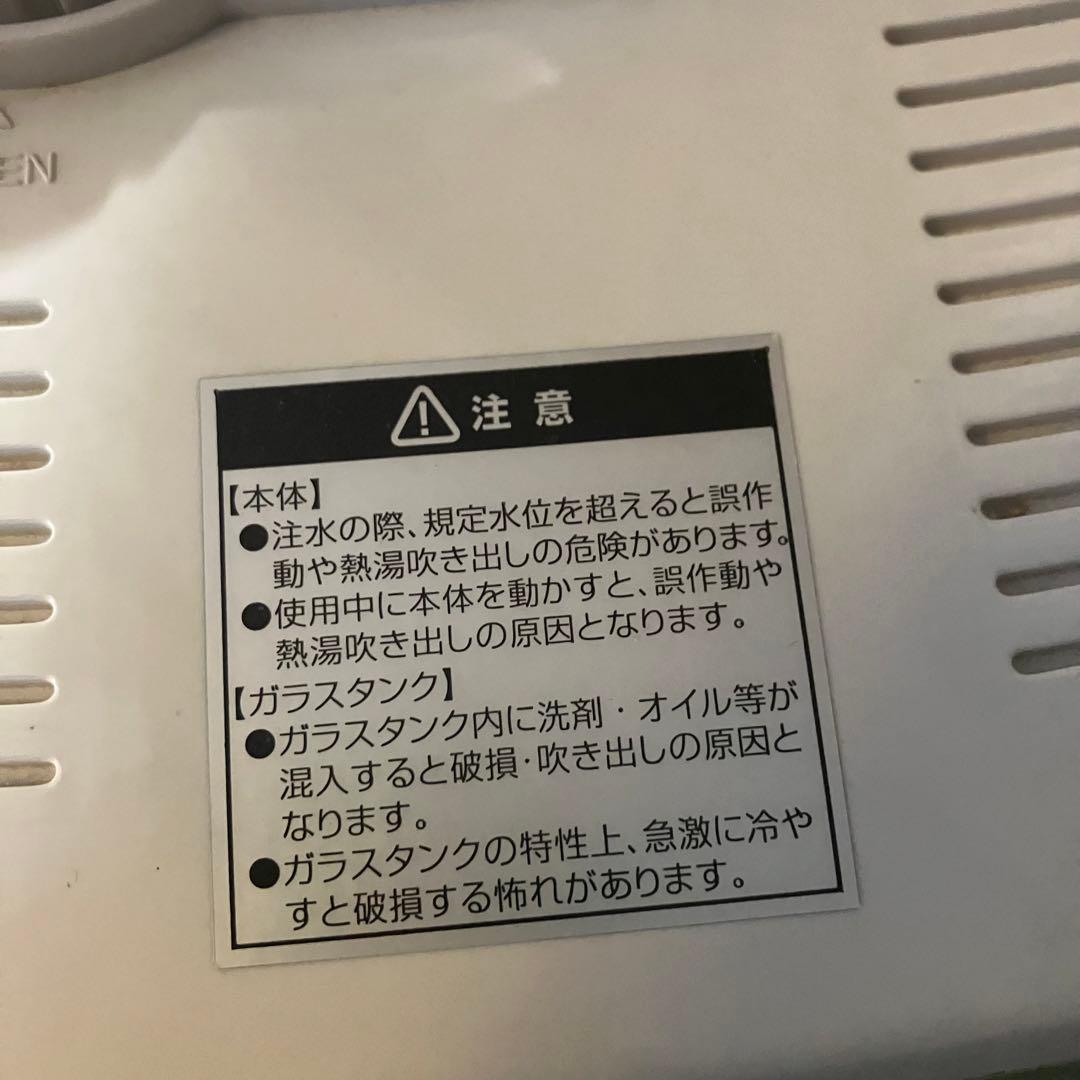 EN
注意
【本体】
●注水の際、規定水位を超えると誤作
動や熱湯吹き出しの危険があります。
●使用中に本体を動かすと、誤作動や
熱湯吹き出しの原因となります。
【ガラスタンク】
●ガラスタンク内に洗剤・オイル等が
混入すると破損・吹き出しの原因と
なります。
●ガラスタンクの特性上、急激に冷や
すと破損する怖れがあります。